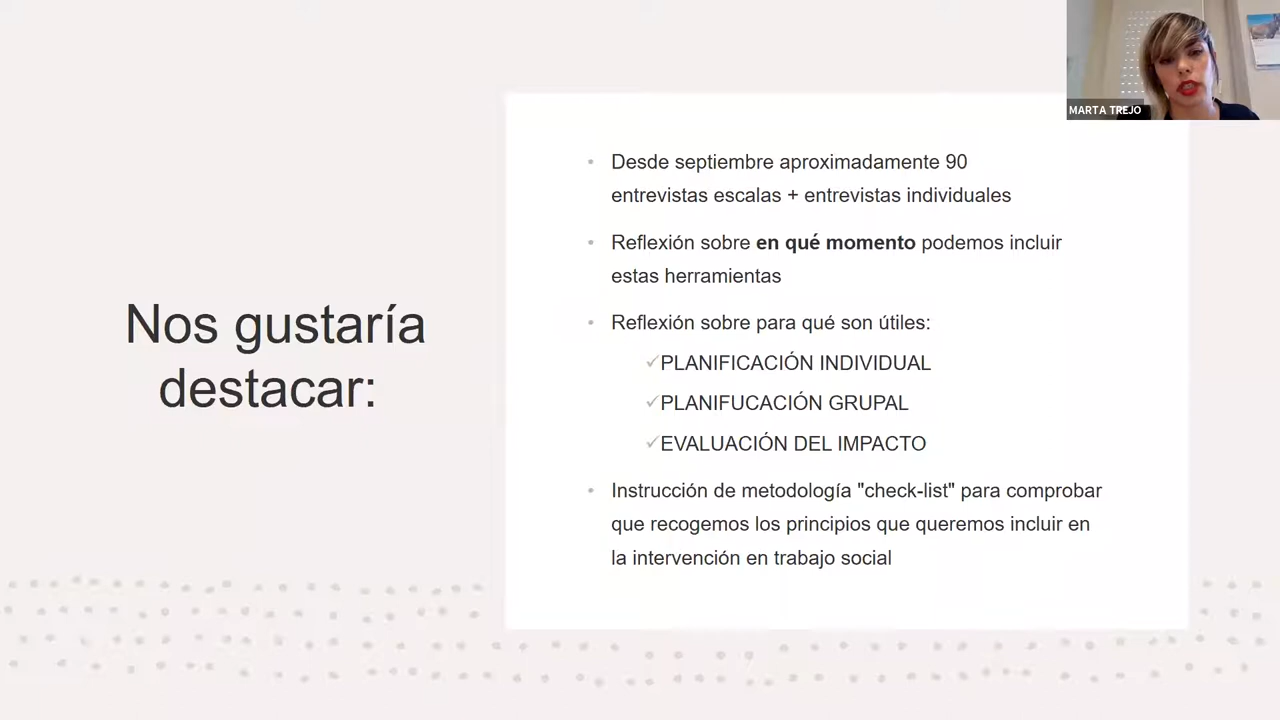 MARTA TREJO
Nos gustaría
destacar:
• Desde septiembre aproximadamente 90
entrevistas escalas + entrevistas individuales
• Reflexión sobre en qué momento podemos incluir
estas herramientas
• Reflexión sobre para qué son útiles:
✓PLANIFICACIÓN INDIVIDUAL
✓PLANIFUCACIÓN GRUPAL
✓EVALUACIÓN DEL IMPACTO
• Instrucción de metodología "check-list" para comprobar
que recogemos los principios que queremos incluir en
la intervención en trabajo social